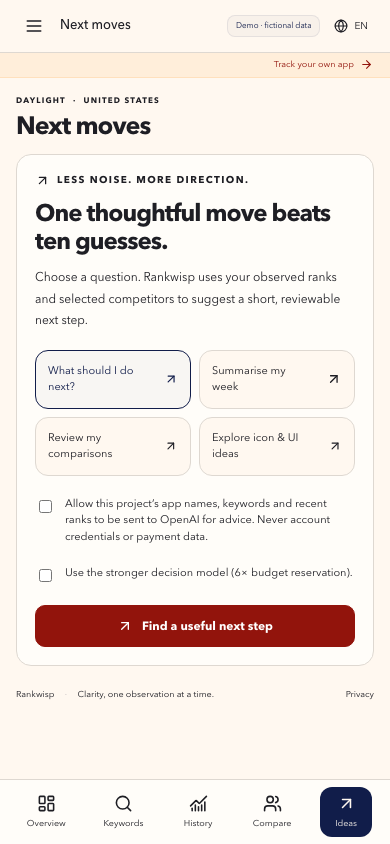 Next moves
Demo · fictional data
EN
Track your own app
DAYLIGHT · UNITED STATES
Next moves
LESS NOISE. MORE DIRECTION.
One thoughtful move beats
ten guesses.
Choose a question. Rankwisp uses your observed ranks
and selected competitors to suggest a short, reviewable
next step.
What should I do
next?
Summarise my
week
Review my
comparisons
Explore icon & UI
ideas
Allow this project's app names, keywords and recent
ranks to be sent to OpenAI for advice. Never account
credentials or payment data.
Use the stronger decision model (6× budget reservation).
Find a useful next step
Rankwisp · Clarity, one observation at a time.
Privacy
Overview
Keywords
History
Compare
Ideas